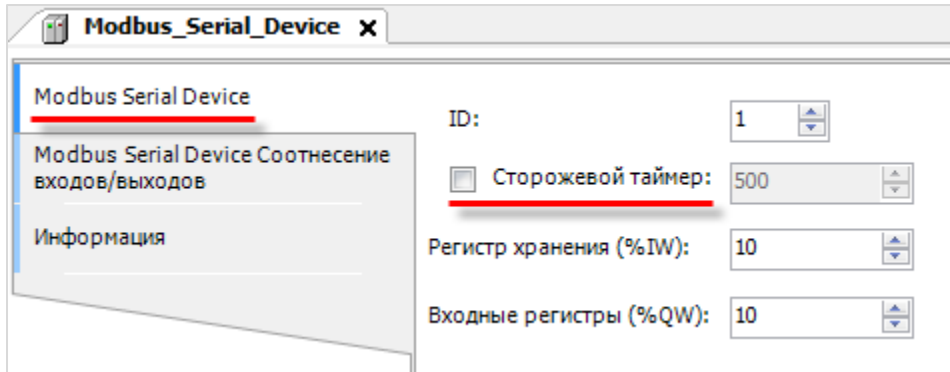 Modbus_Serial_Device x
Modbus Serial Device
Modbus Serial Device Соотнесение
входов/выходов
Информация
ID: 1
Сторожевой таймер: 500
Регистр хранения (%IW): 10
Входные регистры (%QW): 10